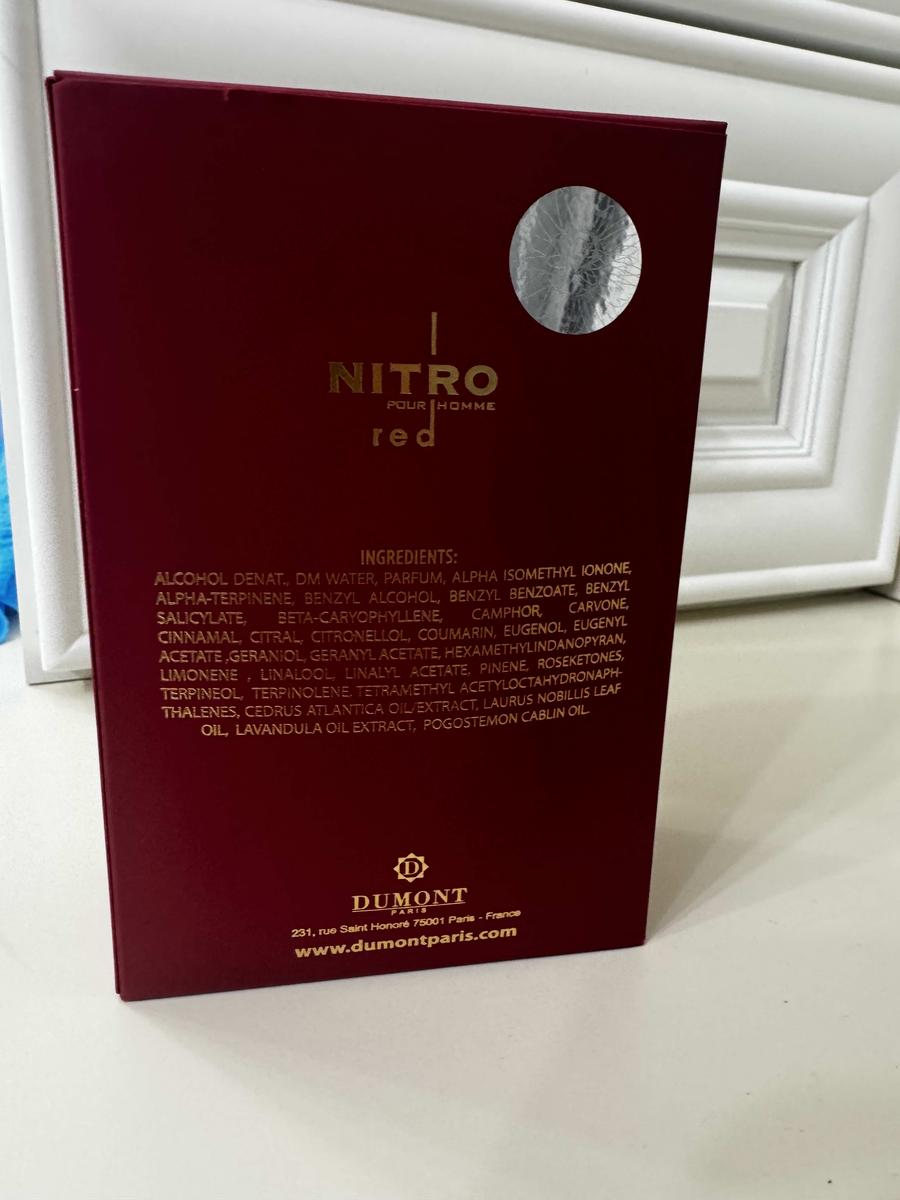 NITRO
POUR HOMME
red
INGREDIENTS:
ALCOHOL DENAT., DM WATER, PARFUM, ALPHA ISOMETHYL IONONE,
ALPHA-TERPINENE, BENZYL ALCOHOL, BENZYL BENZOATE, BENZYL
SALICYLATE, BETA-CARYOPHYLLENE, CAMPHOR, CARVONE,
CINNAMAL, CITRAL, CITRONELLOL, COUMARIN, EUGENOL, EUGENYL
ACETATE ,GERANIOL, GERANYL ACETATE, HEXAMETHYLINDANOPYRAN,
LIMONENE , LINALOOL, LINALYL ACETATE, PINENE, ROSEKETONES,
TERPINEOL, TERPINOLENE. TETRAMETHYL ACETYLOCTAHYDRONAPH-
THALENES, CEDRUS ATLANTICA OIL/EXTRACT, LAURUS NOBILLIS LEAF
OIL, LAVANDULA OIL EXTRACT, POGOSTEMON CABLIN OIL.
D
DUMONT
PARIS
231, rue Saint Honoré 75001 Paris - France
www.dumontparis.com